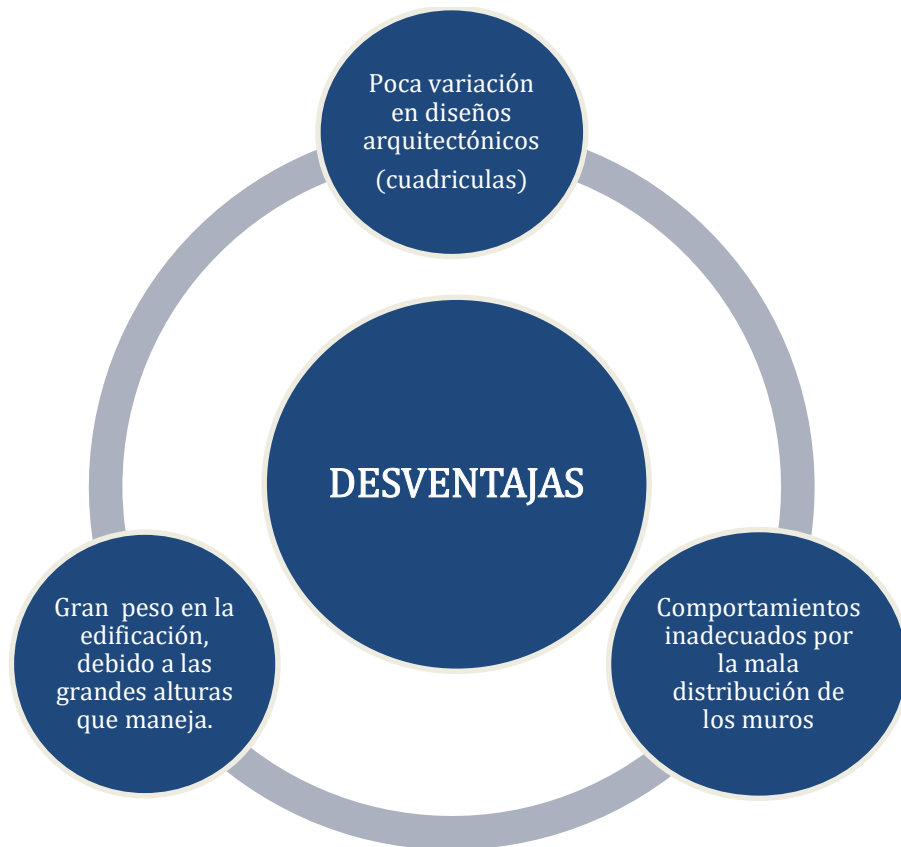 Poca variación
en diseños
arquitectónicos
(cuadriculas)
DESVENTAJAS
Gran peso en la
edificación,
debido a las
grandes alturas
que maneja.
Comportamientos
inadecuados por
la mala
distribución de
los muros